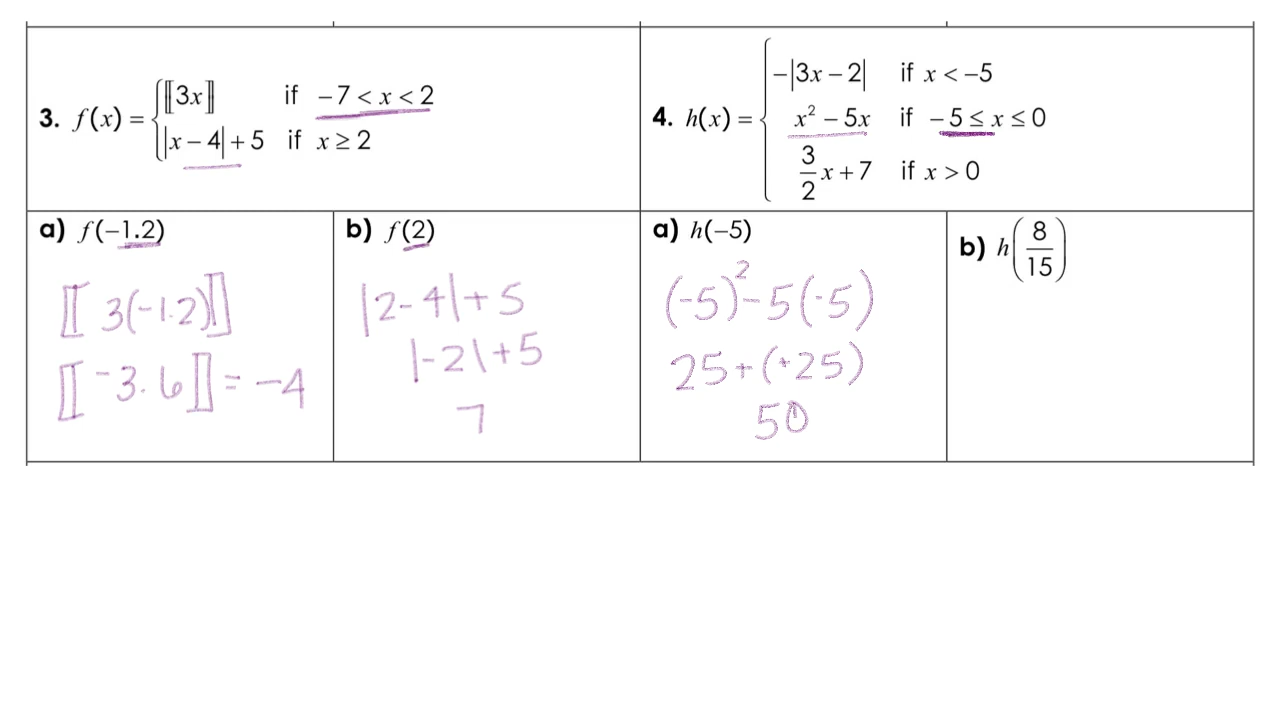 3. f(x) = { ⟦3x⟧ if −7 < x < 2
|x − 4| + 5 if x ≥ 2
4. h(x) = { −|3x − 2| if x < −5
x² − 5x if −5 ≤ x ≤ 0
3/2 x + 7 if x > 0
a) f(−1.2)
⟦3(-1.2)⟧
⟦-3.6⟧ = -4
b) f(2)
|2-4|+5
|-2|+5
7
a) h(−5)
(-5)²-5(-5)
25+(+25)
50
b) h(8/15)